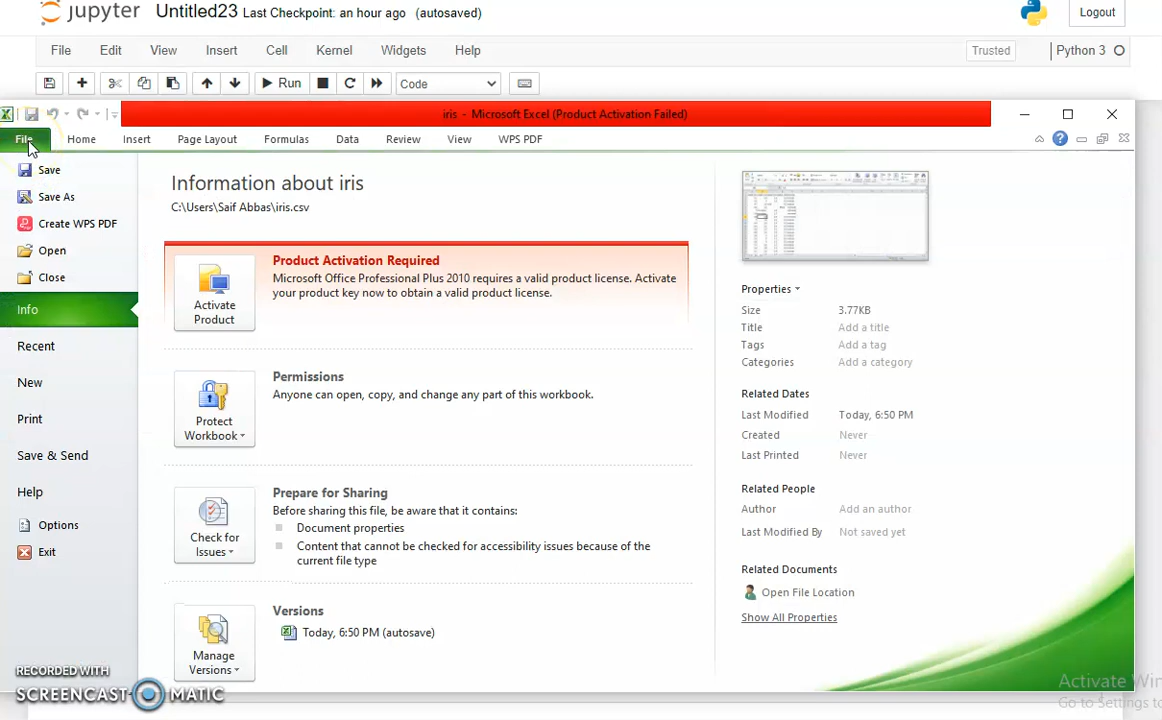 jupyter Untitled23 Last Checkpoint: an hour ago (autosaved) Logout
File Edit View Insert Cell Kernel Widgets Help Trusted Python 3
Run Code
iris - Microsoft Excel (Product Activation Failed)
File Home Insert Page Layout Formulas Data Review View WPS PDF
Save
Save As
Create WPS PDF
Open
Close
Info
Recent
New
Print
Save & Send
Help
Options
Exit
Information about iris
C:\Users\Saif Abbas\iris.csv
Activate
Product
Product Activation Required
Microsoft Office Professional Plus 2010 requires a valid product license. Activate
your product key now to obtain a valid product license.
Protect
Workbook
Permissions
Anyone can open, copy, and change any part of this workbook.
Check for
Issues
Prepare for Sharing
Before sharing this file, be aware that it contains:
Document properties
Content that cannot be checked for accessibility issues because of the
current file type
Manage
Versions
Versions
Today, 6:50 PM (autosave)
Properties
Size 3.77KB
Title Add a title
Tags Add a tag
Categories Add a category
Related Dates
Last Modified Today, 6:50 PM
Created Never
Last Printed Never
Related People
Author Add an author
Last Modified By Not saved yet
Related Documents
Open File Location
Show All Properties
RECORDED WITH
SCREENCAST-O-MATIC
Activate Win
Go to Settings to